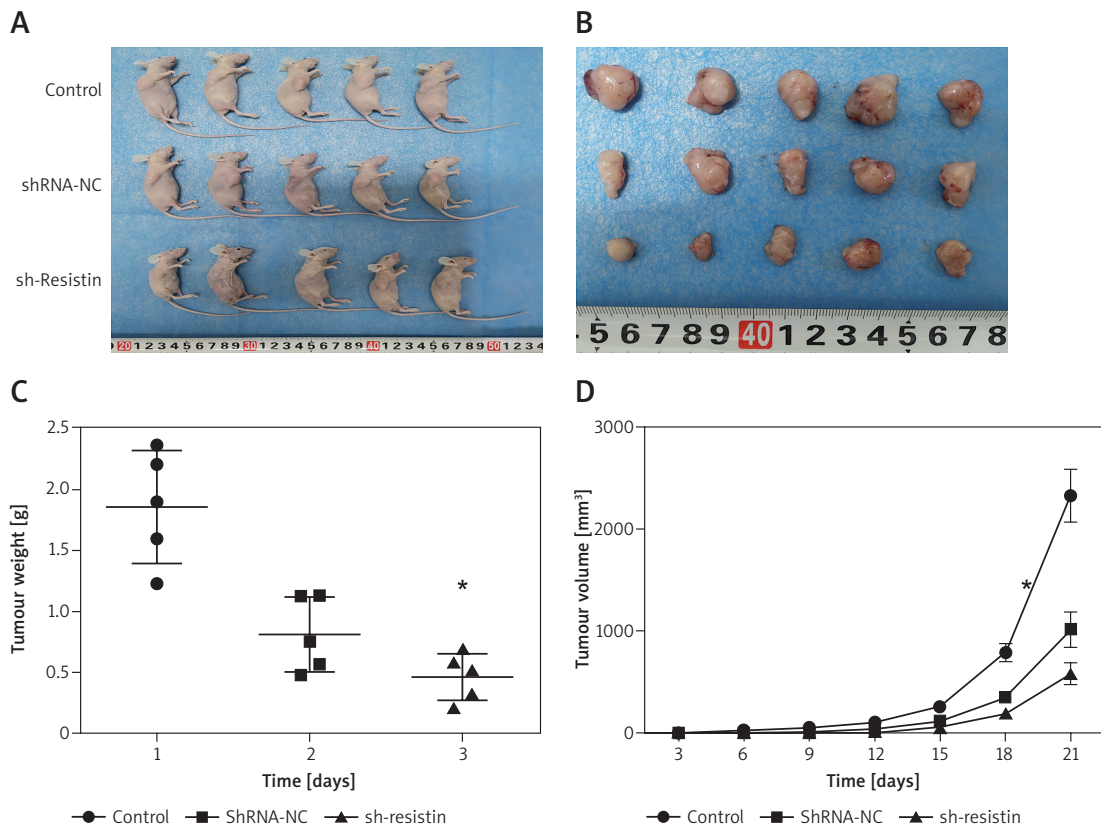 A
Control
shRNA-NC
sh-Resistin
9 20 1 2 3 4 5 6 7 8 9 30 1 2 3 4 5 6 7 8 9 40 1 2 3 4 5 6 7 8 9 50 1 2 3 4
B
5 6 7 8 9 40 1 2 3 4 5 6 7 8
C
Tumour weight [g]
2.5
2.0
1.5
1.0
0.5
0
*
1 2 3
Time [days]
Control ShRNA-NC sh-resistin
D
Tumour volume [mm³]
3000
2000
1000
0
*
3 6 9 12 15 18 21
Time [days]
Control ShRNA-NC sh-resistin